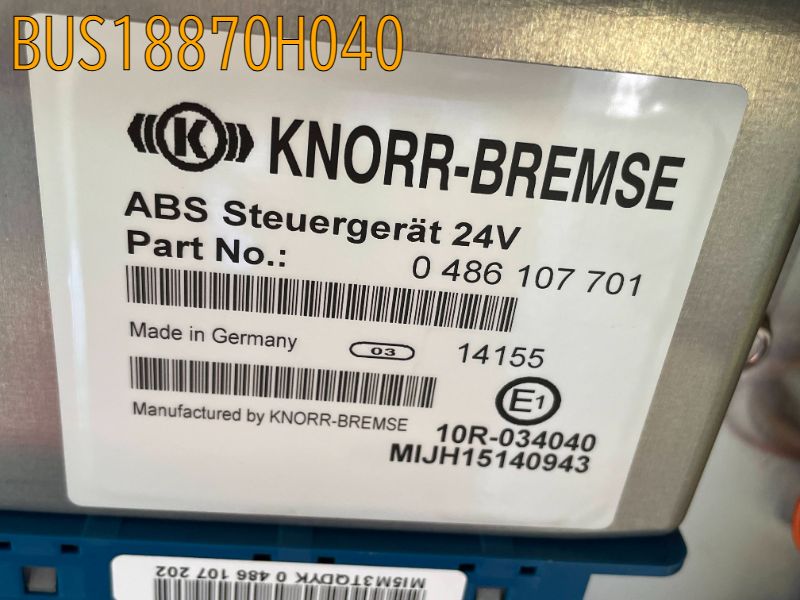 BUS18870H040
K KNORR-BREMSE
ABS Steuergerät 24V
Part No.: 0 486 107 701
Made in Germany 03 14155
E1
Manufactured by KNORR-BREMSE
10R-034040
MIJH15140943
MI5M3TQDYK 0 486 107 202